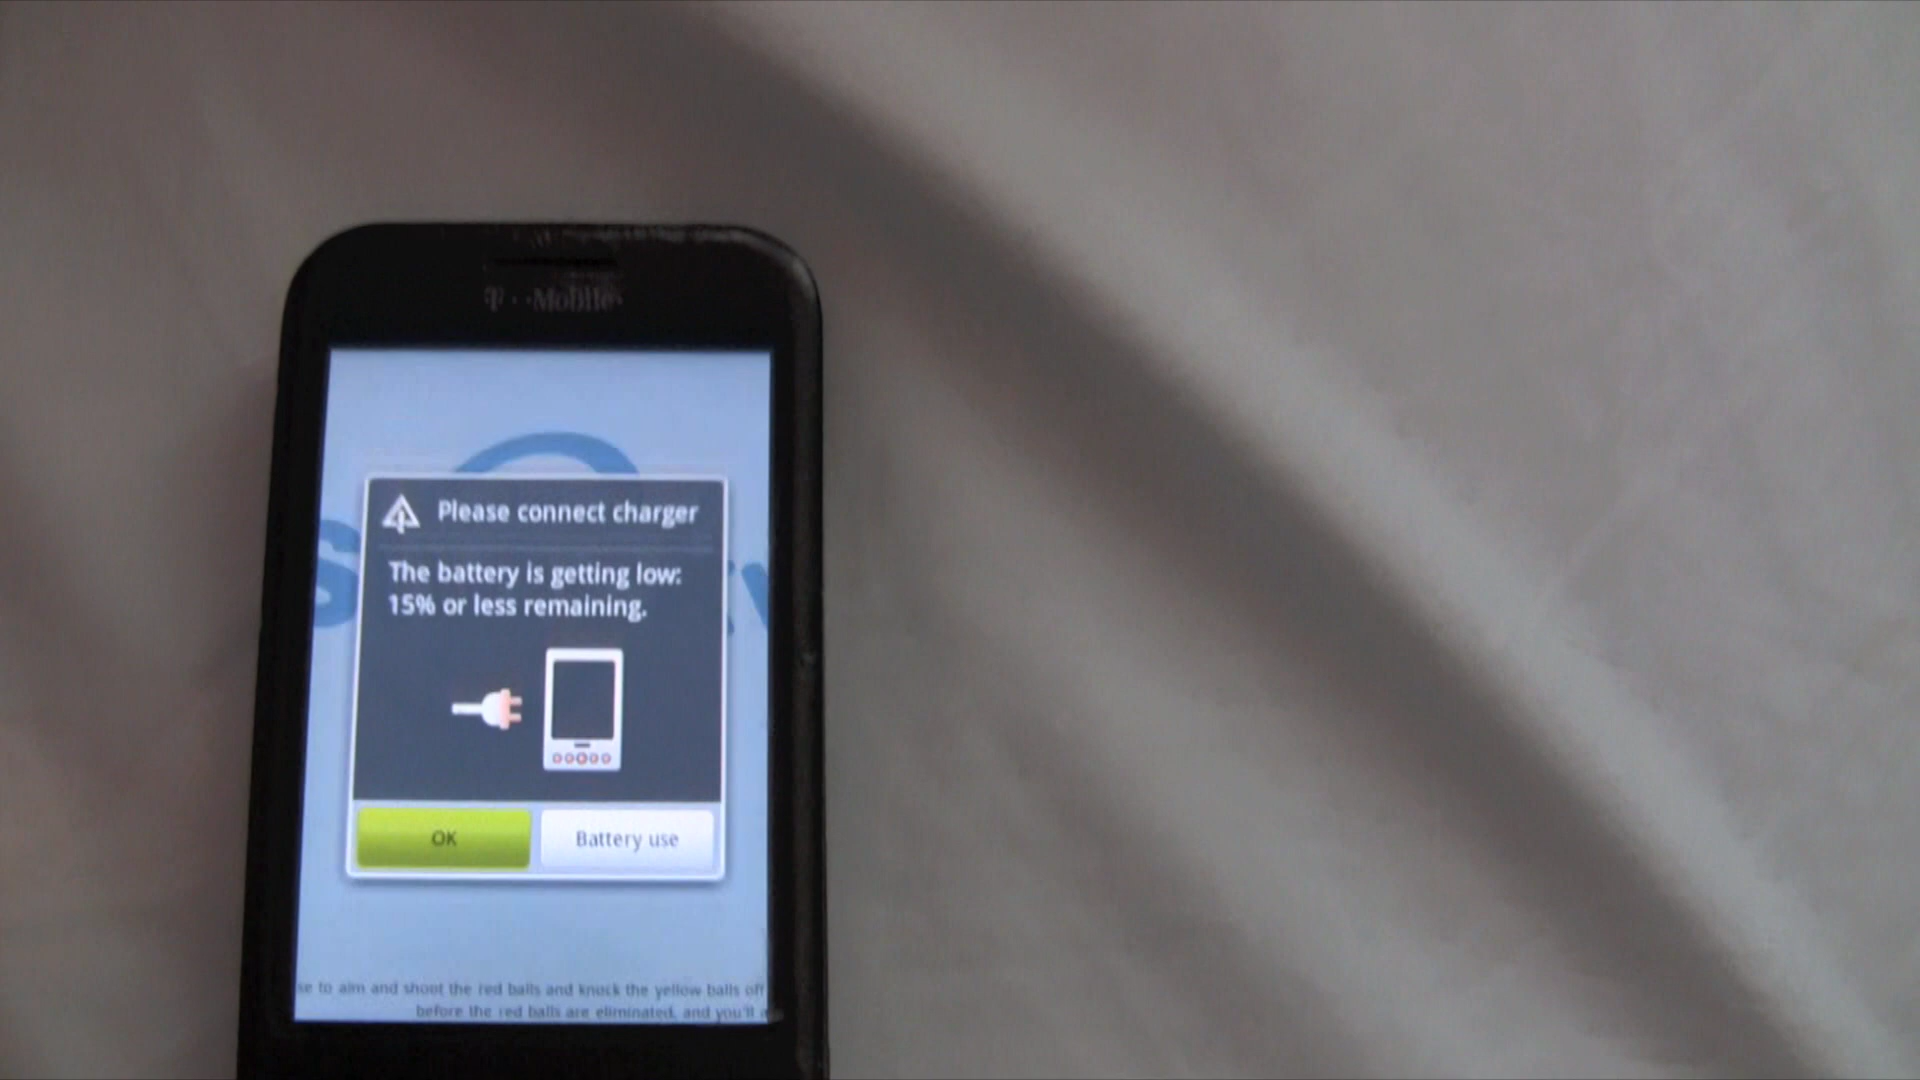 T-Mobile
Please connect charger
The battery is getting low:
15% or less remaining.
OK
Battery use
se to aim and shoot the red balls and knock the yellow balls off
before the red balls are eliminated, and you'll